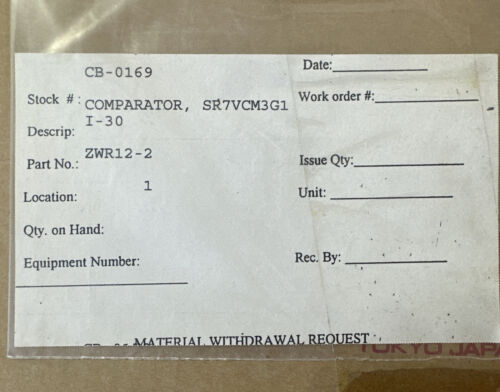 CB-0169
Date:
Stock # :
COMPARATOR, SR7VCM3G1
Work order #:
Descrip:
I-30
Part No.:
ZWR12-2
Issue Qty:
Location:
1
Unit:
Qty. on Hand:
Equipment Number:
Rec. By:
MATERIAL WITHDRAWAL REQUEST
TOKYO JAPA